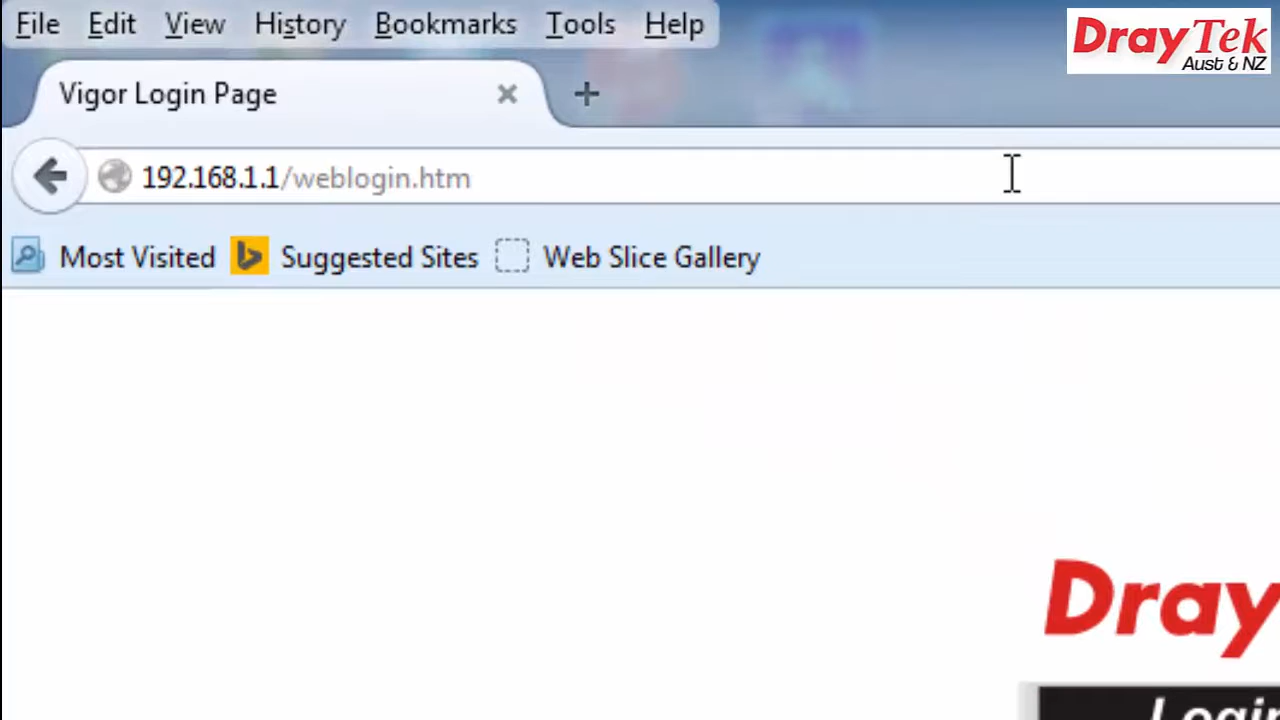 File Edit View History Bookmarks Tools Help
DrayTek
Aust & NZ
Vigor Login Page
192.168.1.1/weblogin.htm
Most Visited Suggested Sites Web Slice Gallery
Dray
Login